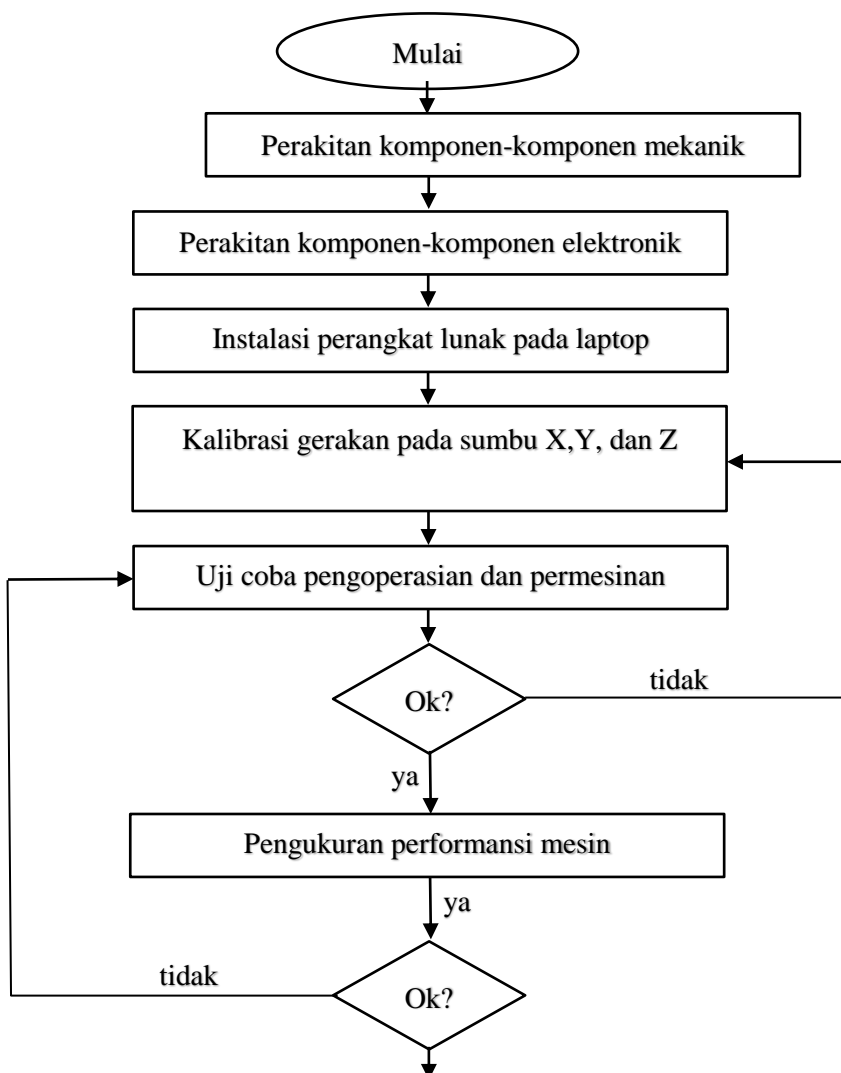 Mulai
Perakitan komponen-komponen mekanik
Perakitan komponen-komponen elektronik
Instalasi perangkat lunak pada laptop
Kalibrasi gerakan pada sumbu X,Y, dan Z
Uji coba pengoperasian dan permesinan
Ok?
tidak
ya
Pengukuran performansi mesin
ya
tidak
Ok?